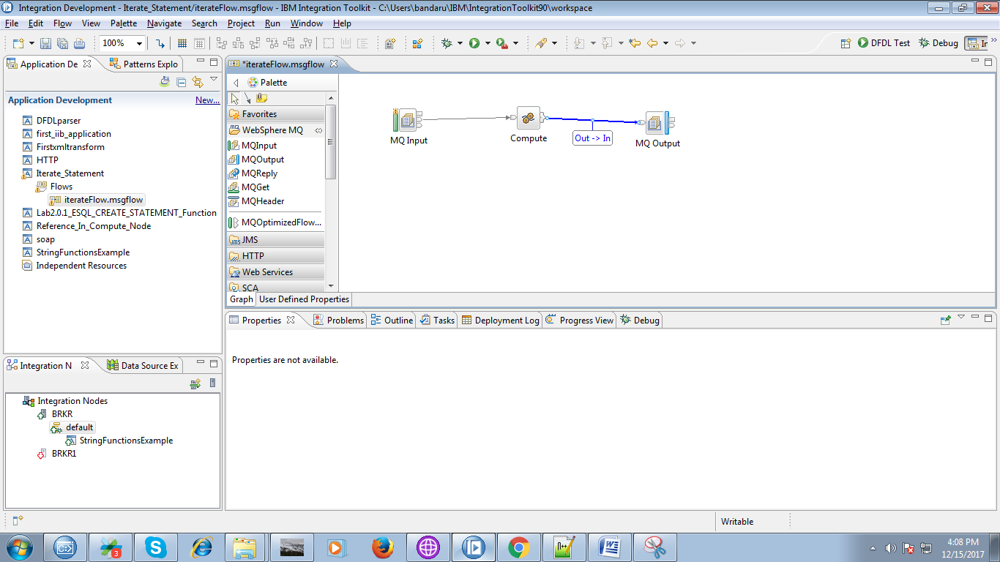 Integration Development - Iterate_Statement/iterateFlow.msgflow - IBM Integration Toolkit - C:\Users\bandaru\IBM\IntegrationToolkit90\workspace
File Edit Flow View Palette Navigate Search Project Run Window Help
100% DFDL Test Debug In
Application De Patterns Explo
Application Development New...
DFDLparser
first_iib_application
Firstxmltransform
HTTP
Iterate_Statement
Flows
iterateFlow.msgflow
Lab2.0.1_ESQL_CREATE_STATEMENT_Function
Reference_In_Compute_Node
soap
StringFunctionsExample
Independent Resources
Integration N Data Source Ex
Integration Nodes
BRKR
default
StringFunctionsExample
BRKR1
*iterateFlow.msgflow
Palette
Favorites
WebSphere MQ
MQInput
MQOutput
MQReply
MQGet
MQHeader
MQOptimizedFlow...
JMS
HTTP
Web Services
SCA
MQ Input
Compute
Out -> In
MQ Output
Graph User Defined Properties
Properties Problems Outline Tasks Deployment Log Progress View Debug
Properties are not available.
Writable
3
4:08 PM
12/15/2017